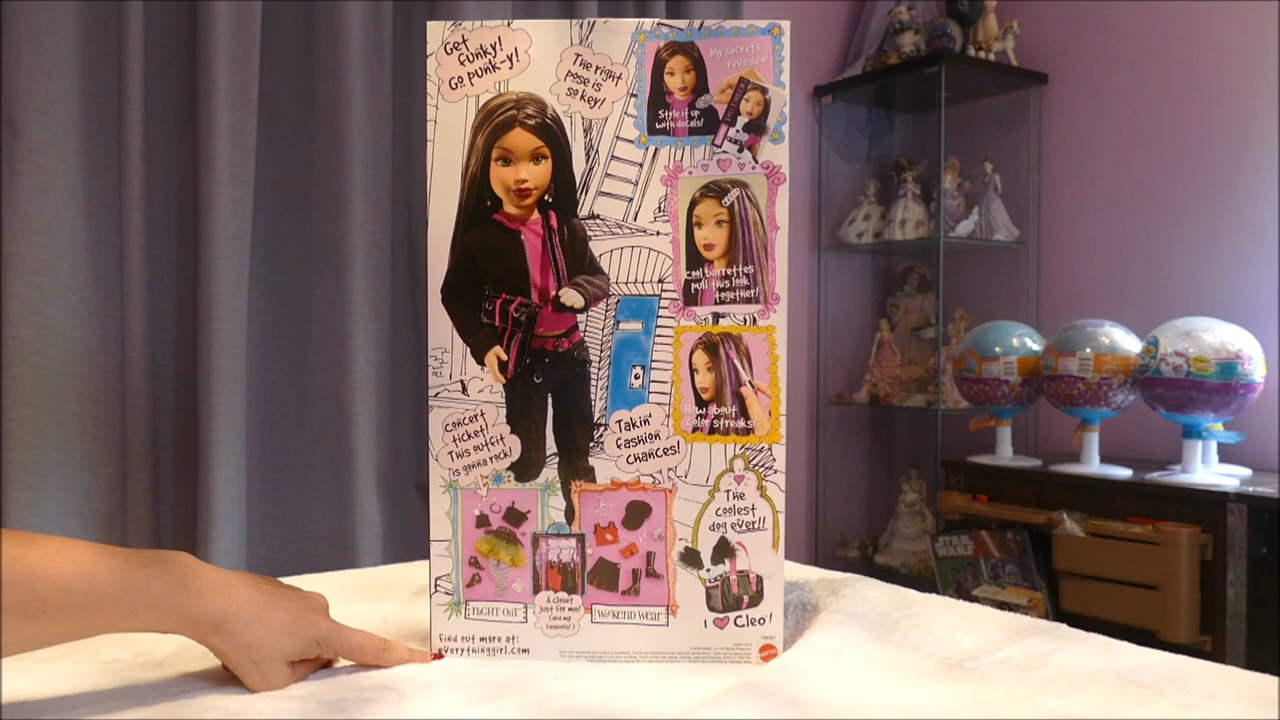 Get
funky!
Go punk-y!
The right
pose is
so key!
My secrets
revealed!
Style it up
with decals!
Cool barrettes
pull this look
together!
How about
color streaks?
Concert
ticket!
This outfit
is gonna rock!
Takin'
fashion
chances!
The
coolest
dog ever!!
NIGHT OUT
A closet
just for me!
(and my
fashions!)
WEEKEND WEAR
I ♥ Cleo!
Find out more at:
everythinggirl.com
MATTEL
STAR
WARS